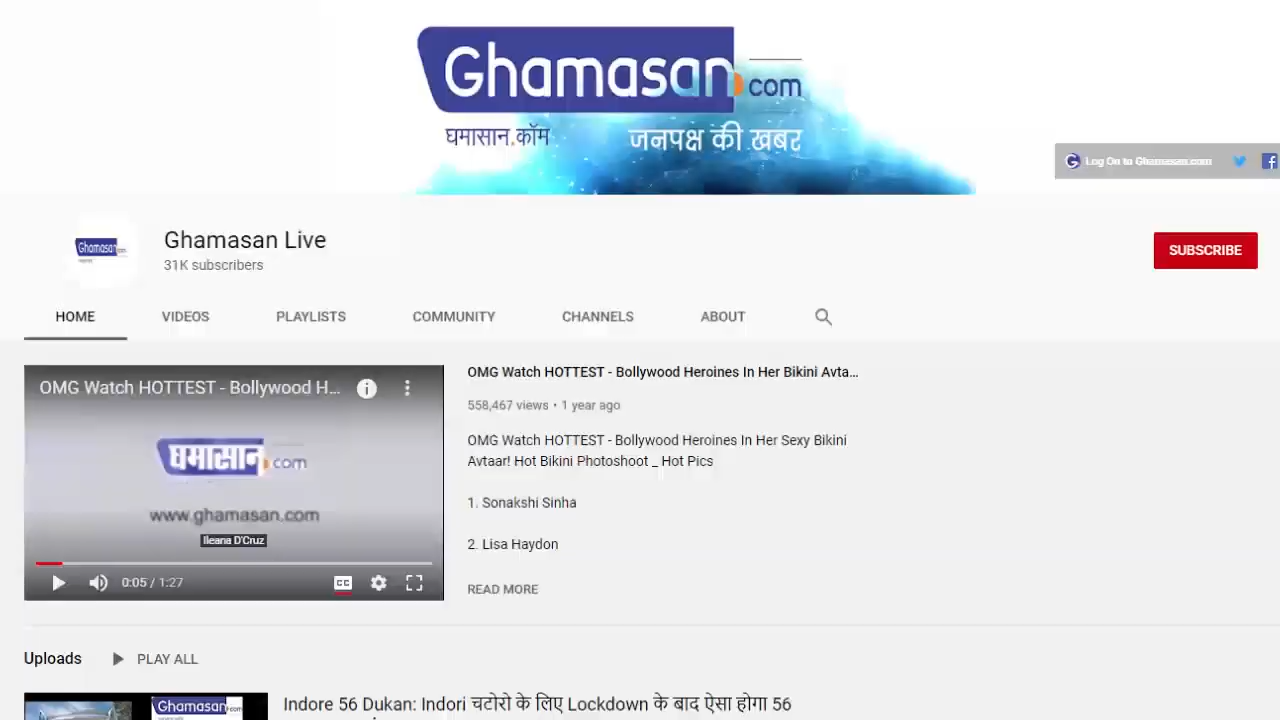 Ghamasan.com
घमासान.कॉम
जनपक्ष की खबर
Log On to Ghamasan.com
Ghamasan.com
Ghamasan Live
31K subscribers
SUBSCRIBE
HOME
VIDEOS
PLAYLISTS
COMMUNITY
CHANNELS
ABOUT
OMG Watch HOTTEST - Bollywood H...
घमासान.com
www.ghamasan.com
Ileana D'Cruz
0:05 / 1:27
CC
OMG Watch HOTTEST - Bollywood Heroines In Her Bikini Avta...
558,467 views • 1 year ago
OMG Watch HOTTEST - Bollywood Heroines In Her Sexy Bikini
Avtaar! Hot Bikini Photoshoot _ Hot Pics
1. Sonakshi Sinha
2. Lisa Haydon
READ MORE
Uploads
PLAY ALL
Ghamasan.com
Indore 56 Dukan: Indori चटोरो के लिए Lockdown के बाद ऐसा होगा 56